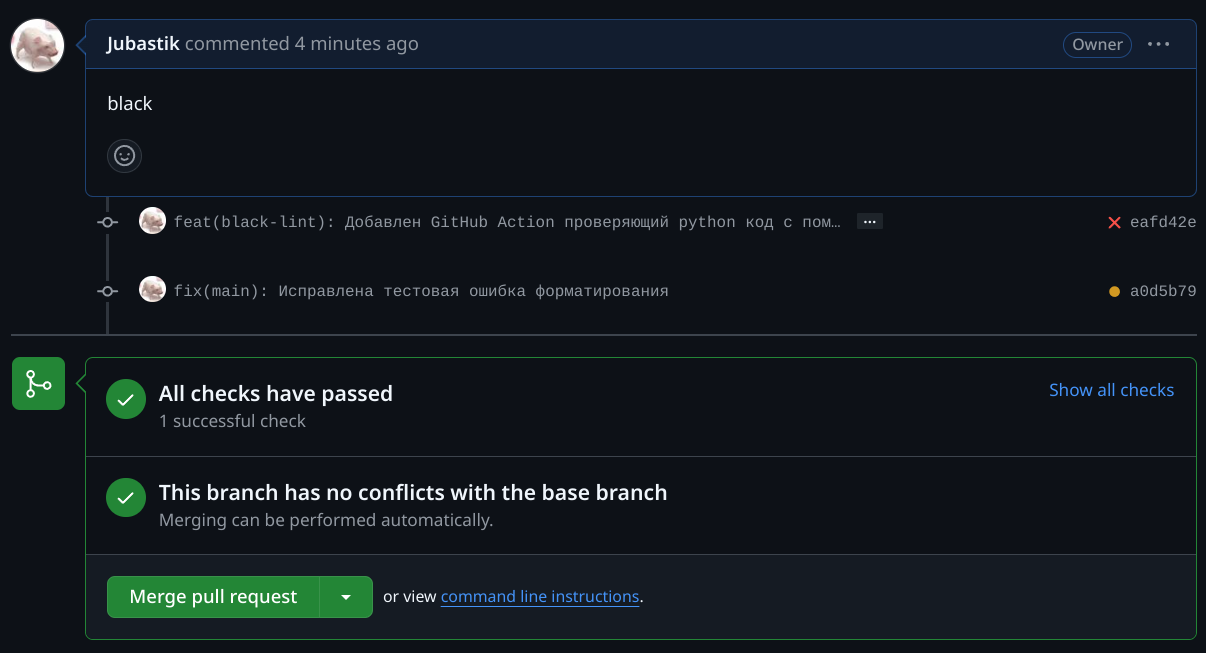 Jubastik commented 4 minutes ago Owner
black
feat(black-lint): Добавлен GitHub Action проверяющий python код с пом… eafd42e
fix(main): Исправлена тестовая ошибка форматирования a0d5b79
All checks have passed Show all checks
1 successful check
This branch has no conflicts with the base branch
Merging can be performed automatically.
Merge pull request or view command line instructions.